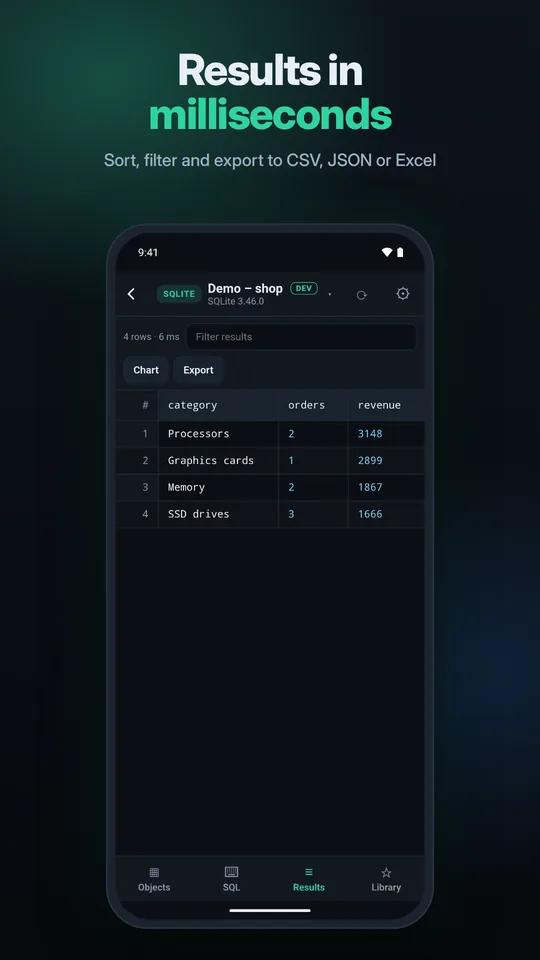 Results in
milliseconds
Sort, filter and export to CSV, JSON or Excel
9:41
SQLITE Demo – shop DEV
SQLite 3.46.0
4 rows · 6 ms Filter results
Chart Export
# category orders revenue
1 Processors 2 3148
2 Graphics cards 1 2899
3 Memory 2 1867
4 SSD drives 3 1666
Objects SQL Results Library